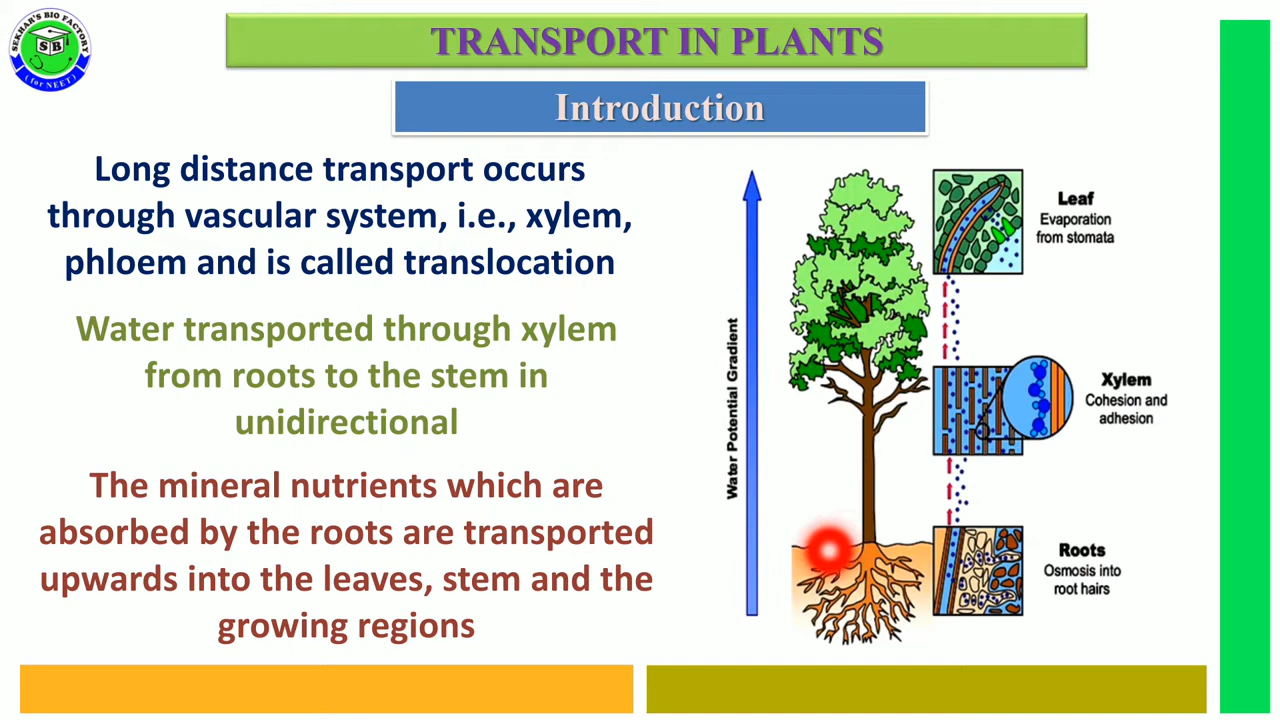 SEKHAR'S BIO FACTORY
S B
(for NEET)
TRANSPORT IN PLANTS
Introduction
Long distance transport occurs
through vascular system, i.e., xylem,
phloem and is called translocation
Water transported through xylem
from roots to the stem in
unidirectional
The mineral nutrients which are
absorbed by the roots are transported
upwards into the leaves, stem and the
growing regions
Water Potential Gradient
Leaf
Evaporation
from stomata
Xylem
Cohesion and
adhesion
Roots
Osmosis into
root hairs